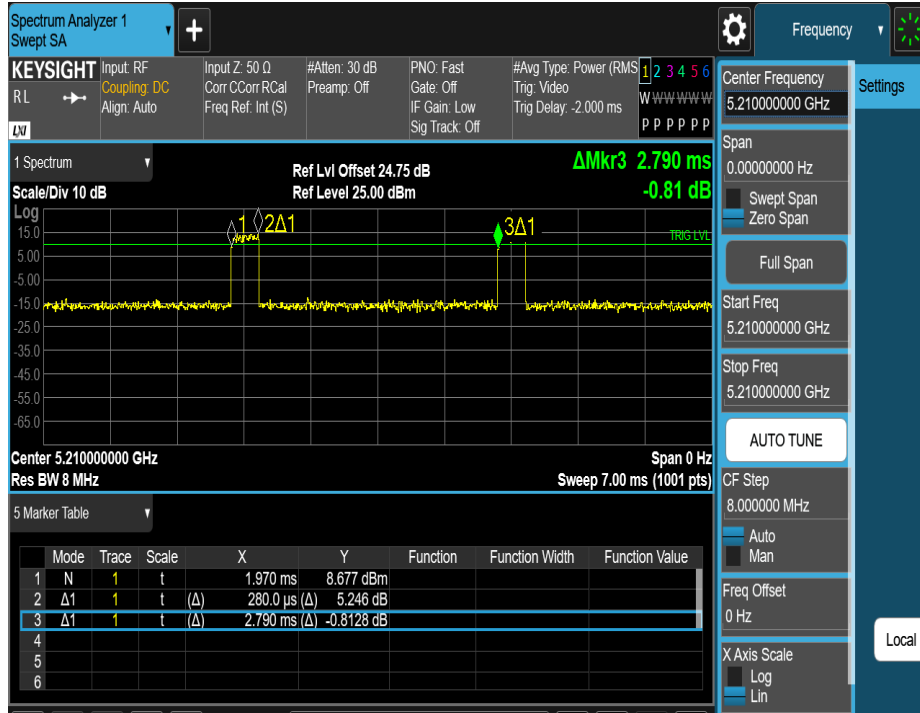 Spectrum Analyzer 1
Swept SA
+
Frequency
KEYSIGHT Input: RF Input Z: 50 Ω #Atten: 30 dB PNO: Fast #Avg Type: Power (RMS 1 2 3 4 5 6
RL Coupling: DC Corr CCorr RCal Preamp: Off Gate: Off Trig: Video
Align: Auto Freq Ref: Int (S) IF Gain: Low Trig Delay: -2.000 ms W W W W W W
LXI Sig Track: Off P P P P P P
Center Frequency
5.210000000 GHz
Settings
Span
0.00000000 Hz
Swept Span
Zero Span
Full Span
Start Freq
5.210000000 GHz
Stop Freq
5.210000000 GHz
AUTO TUNE
CF Step
8.000000 MHz
Auto
Man
Freq Offset
0 Hz
X Axis Scale
Log
Lin
Local
1 Spectrum
Ref Lvl Offset 24.75 dB ΔMkr3 2.790 ms
Scale/Div 10 dB Ref Level 25.00 dBm -0.81 dB
Log
1 2Δ1 3Δ1
15.0 TRIG LVL
5.00
-5.00
-15.0
-25.0
-35.0
-45.0
-55.0
-65.0
Center 5.210000000 GHz Span 0 Hz
Res BW 8 MHz Sweep 7.00 ms (1001 pts)
5 Marker Table
Mode Trace Scale X Y Function Function Width Function Value
1 N 1 t 1.970 ms 8.677 dBm
2 Δ1 1 t (Δ) 280.0 µs (Δ) 5.246 dB
3 Δ1 1 t (Δ) 2.790 ms (Δ) -0.8128 dB
4
5
6